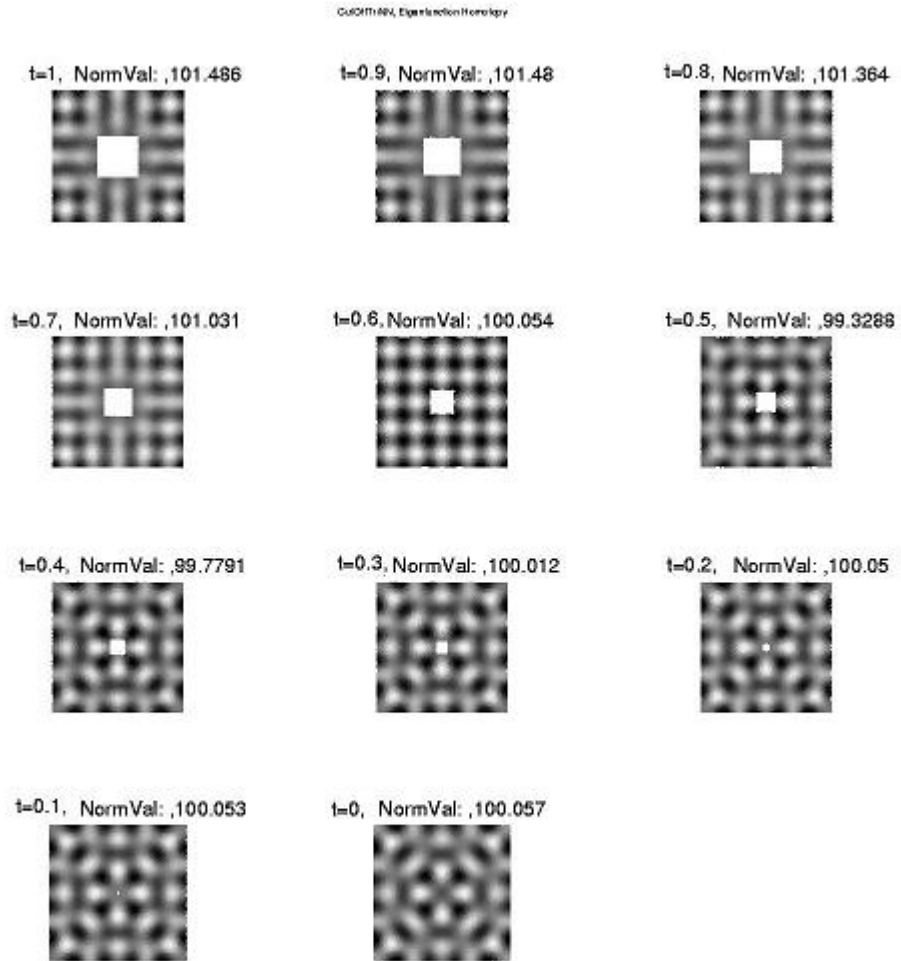 Eigenfunction Homotopy
t=1, NormVal: ,101.486
t=0.9, NormVal: ,101.48
t=0.8, NormVal: ,101.364
t=0.7, NormVal: ,101.031
t=0.6, NormVal: ,100.054
t=0.5, NormVal: ,99.3288
t=0.4, NormVal: ,99.7791
t=0.3, NormVal: ,100.012
t=0.2, NormVal: ,100.05
t=0.1, NormVal: ,100.053
t=0, NormVal: ,100.057